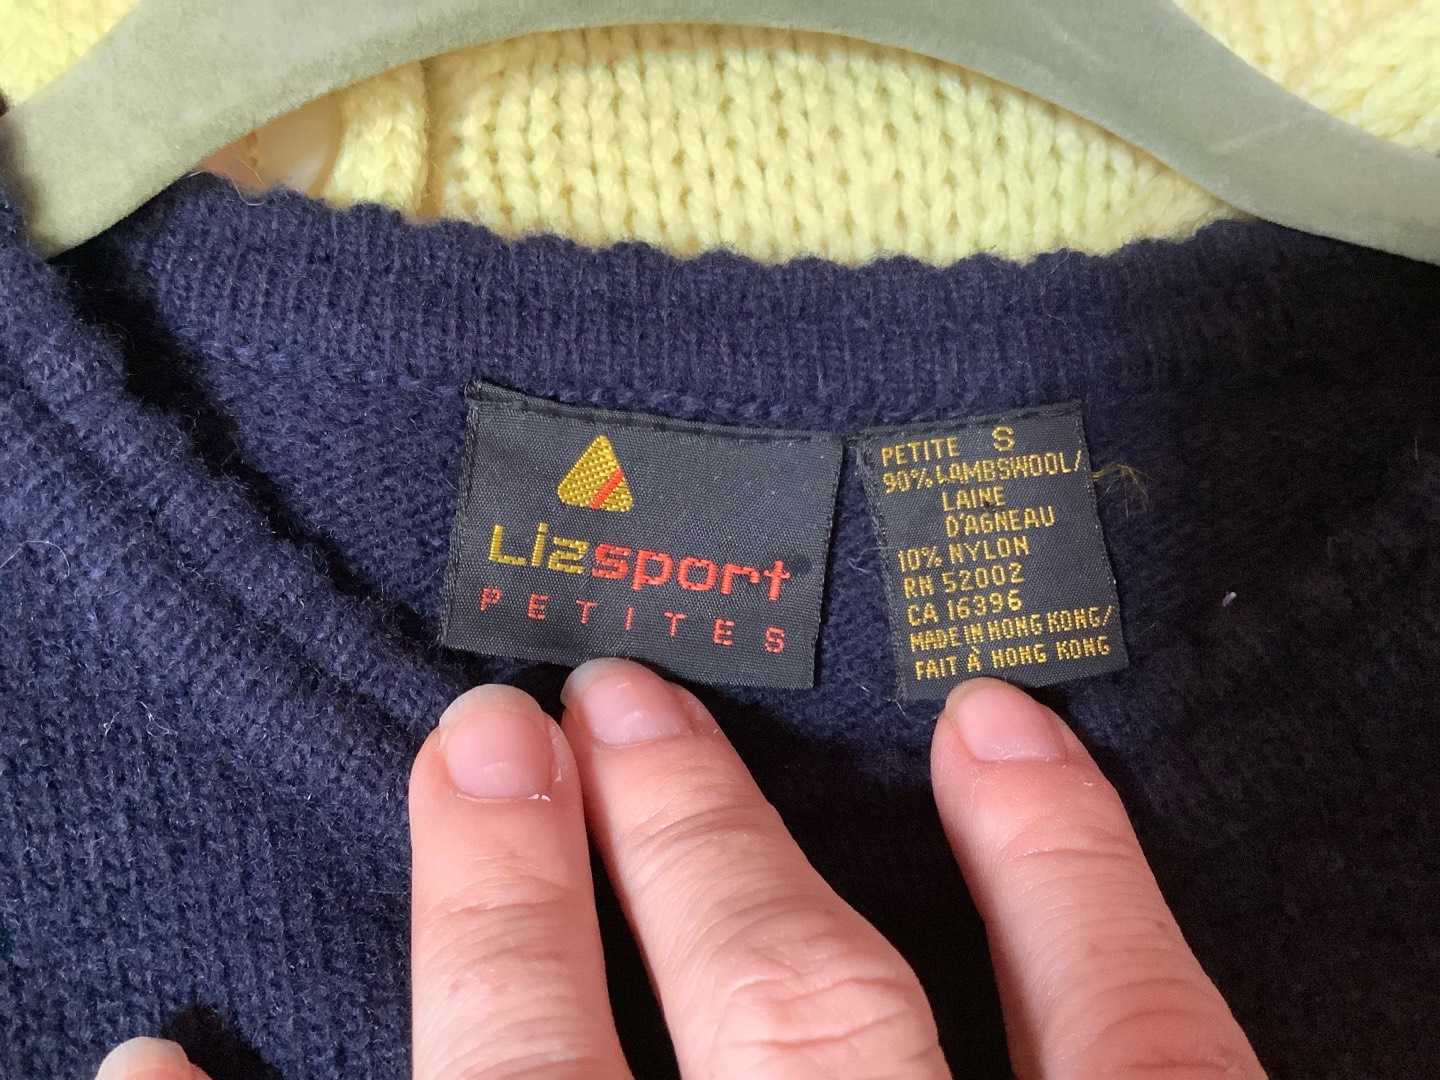 Lizsport
PETITES
PETITE S
90% LAMBSWOOL/
LAINE
D'AGNEAU
10% NYLON
RN 52002
CA 16396
MADE IN HONG KONG/
FAIT À HONG KONG